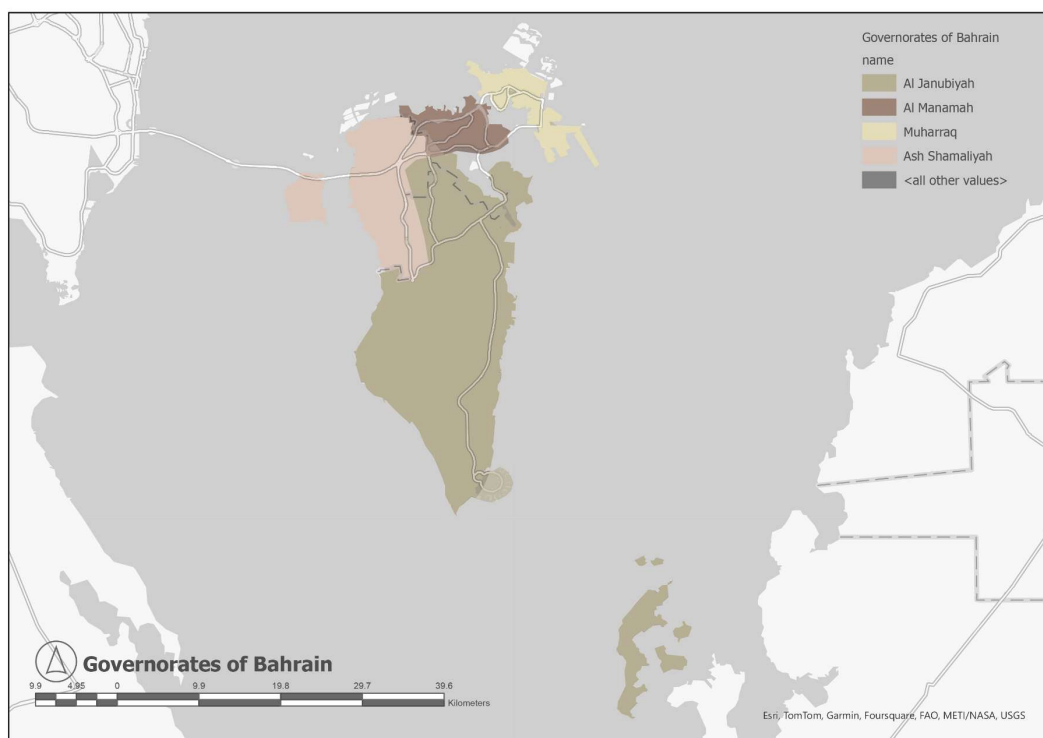 Governorates of Bahrain
name
Al Janubiyah
Al Manamah
Muharraq
Ash Shamaliyah
<all other values>
Governorates of Bahrain
9.9 4.95 0 9.9 19.8 29.7 39.6
Kilometers
Esri, TomTom, Garmin, Foursquare, FAO, METI/NASA, USGS